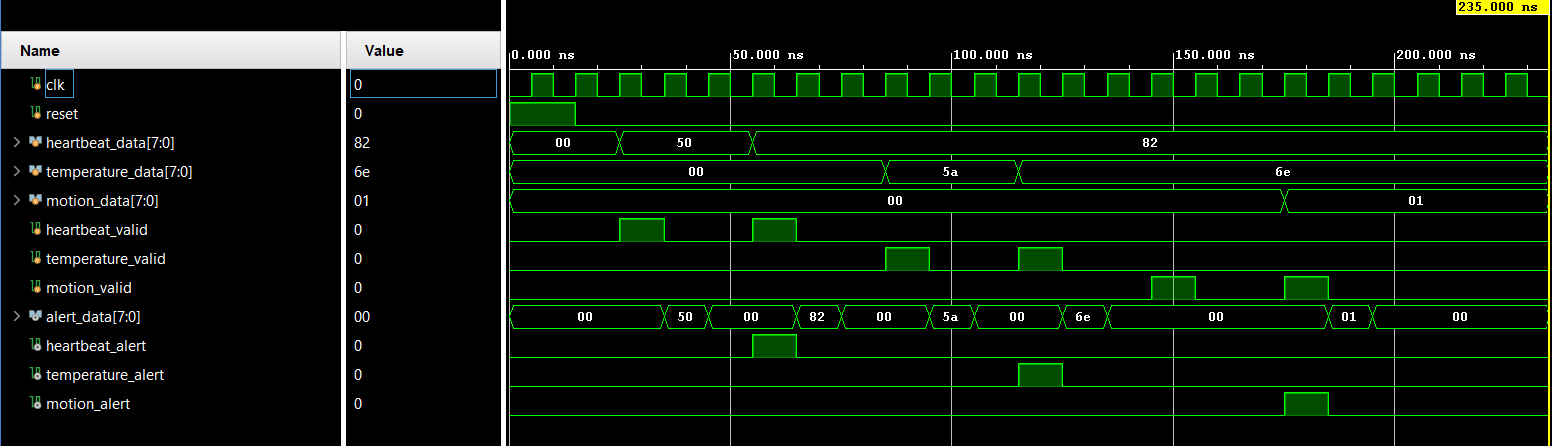 235.000 ns
Name Value
0.000 ns 50.000 ns 100.000 ns 150.000 ns 200.000 ns
clk 0
reset 0
heartbeat_data[7:0] 82 00 50 82
temperature_data[7:0] 6e 00 5a 6e
motion_data[7:0] 01 00 01
heartbeat_valid 0
temperature_valid 0
motion_valid 0
alert_data[7:0] 00 00 50 00 82 00 5a 00 6e 00 01 00
heartbeat_alert 0
temperature_alert 0
motion_alert 0